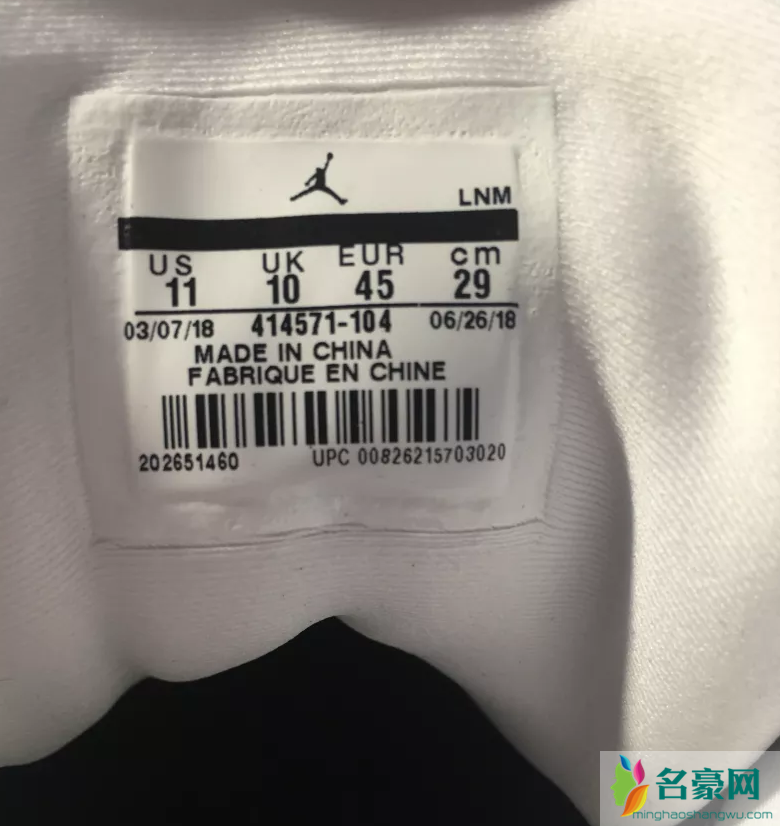 LNM
US UK EUR cm
11 10 45 29
03/07/18 414571-104 06/26/18
MADE IN CHINA
FABRIQUE EN CHINE
202651460 UPC 00826215703020
名豪网
minghaoshangwu.com